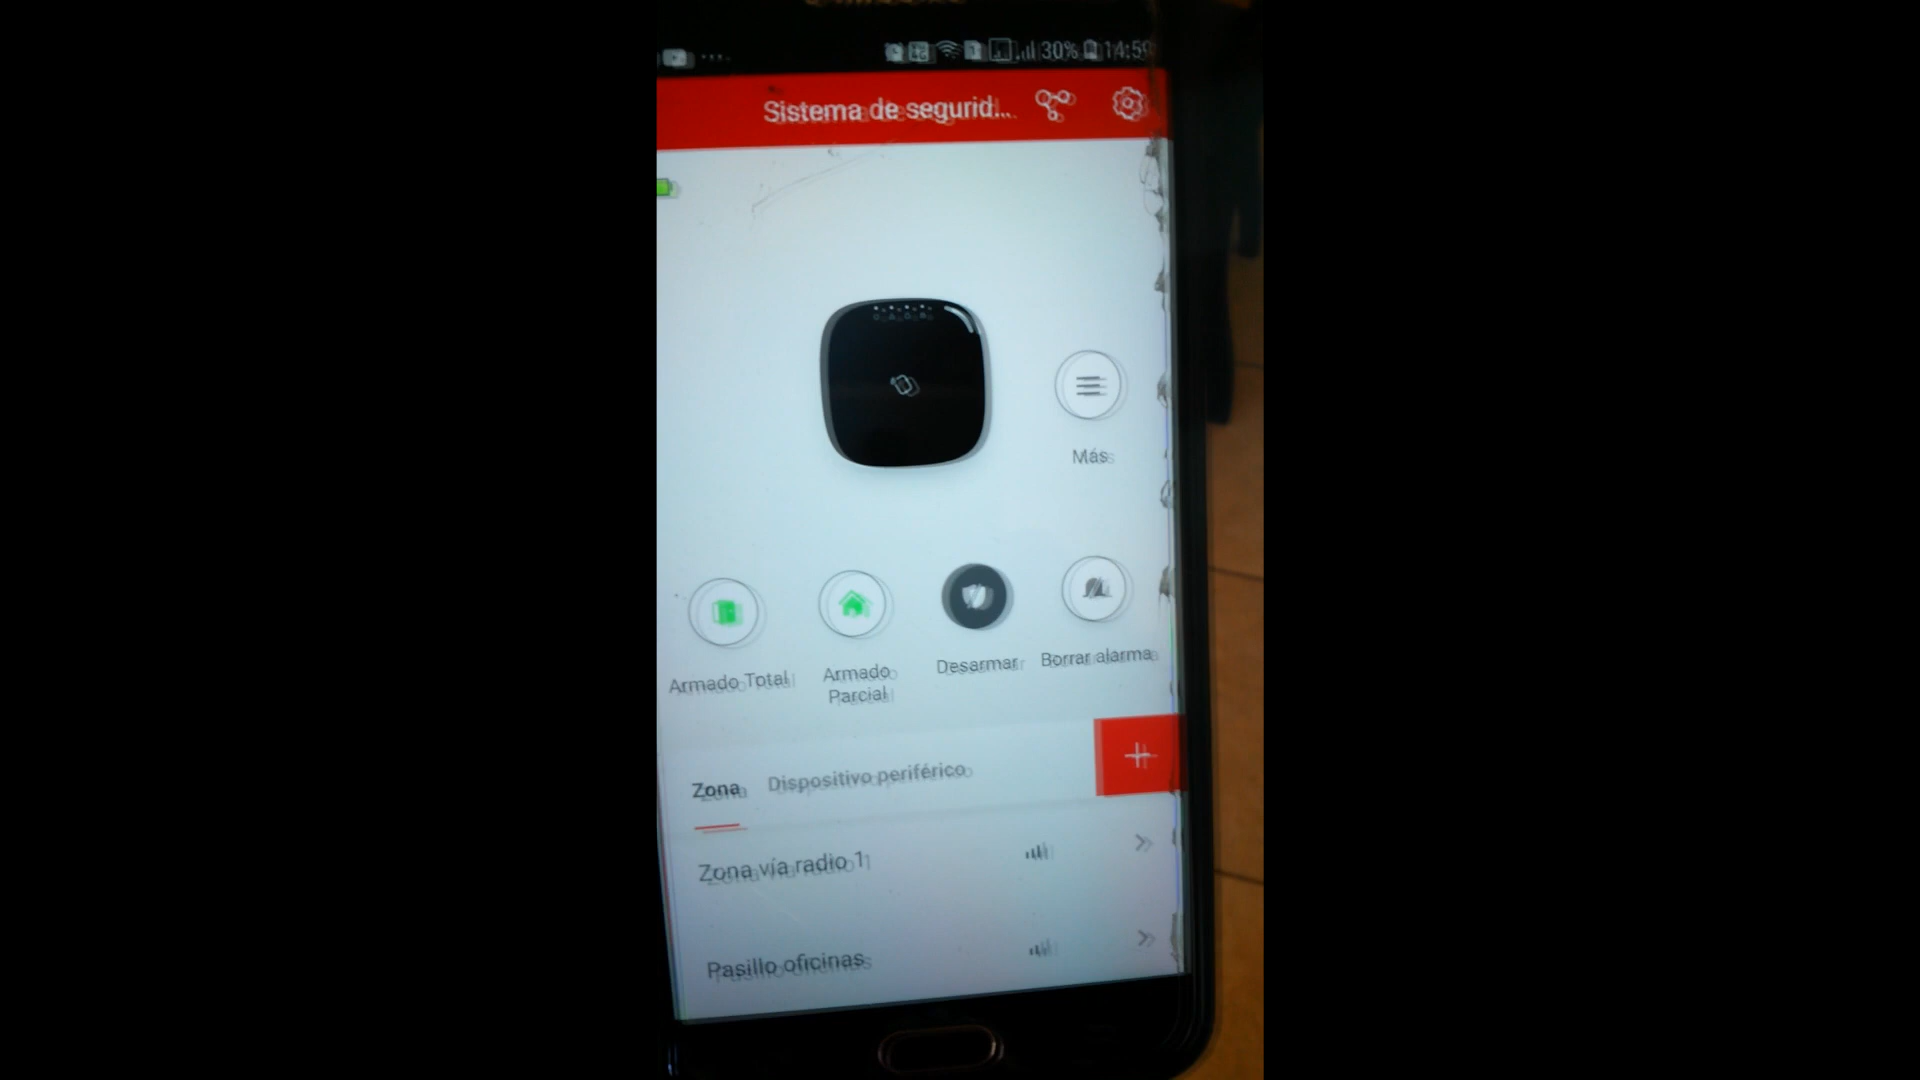 30% 14:59
Sistema de segurid...
Más
Armado Total
Armado
Parcial
Desarmar
Borrar alarma
Zona
Dispositivo periférico
Zona vía radio 1
Pasillo oficinas